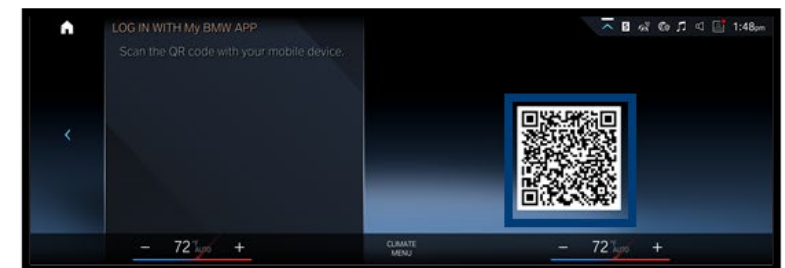 LOG IN WITH My BMW APP
1:48pm
Scan the QR code with your mobile device.
− 72 °F AUTO +
CLIMATE
MENU
− 72 °F AUTO +